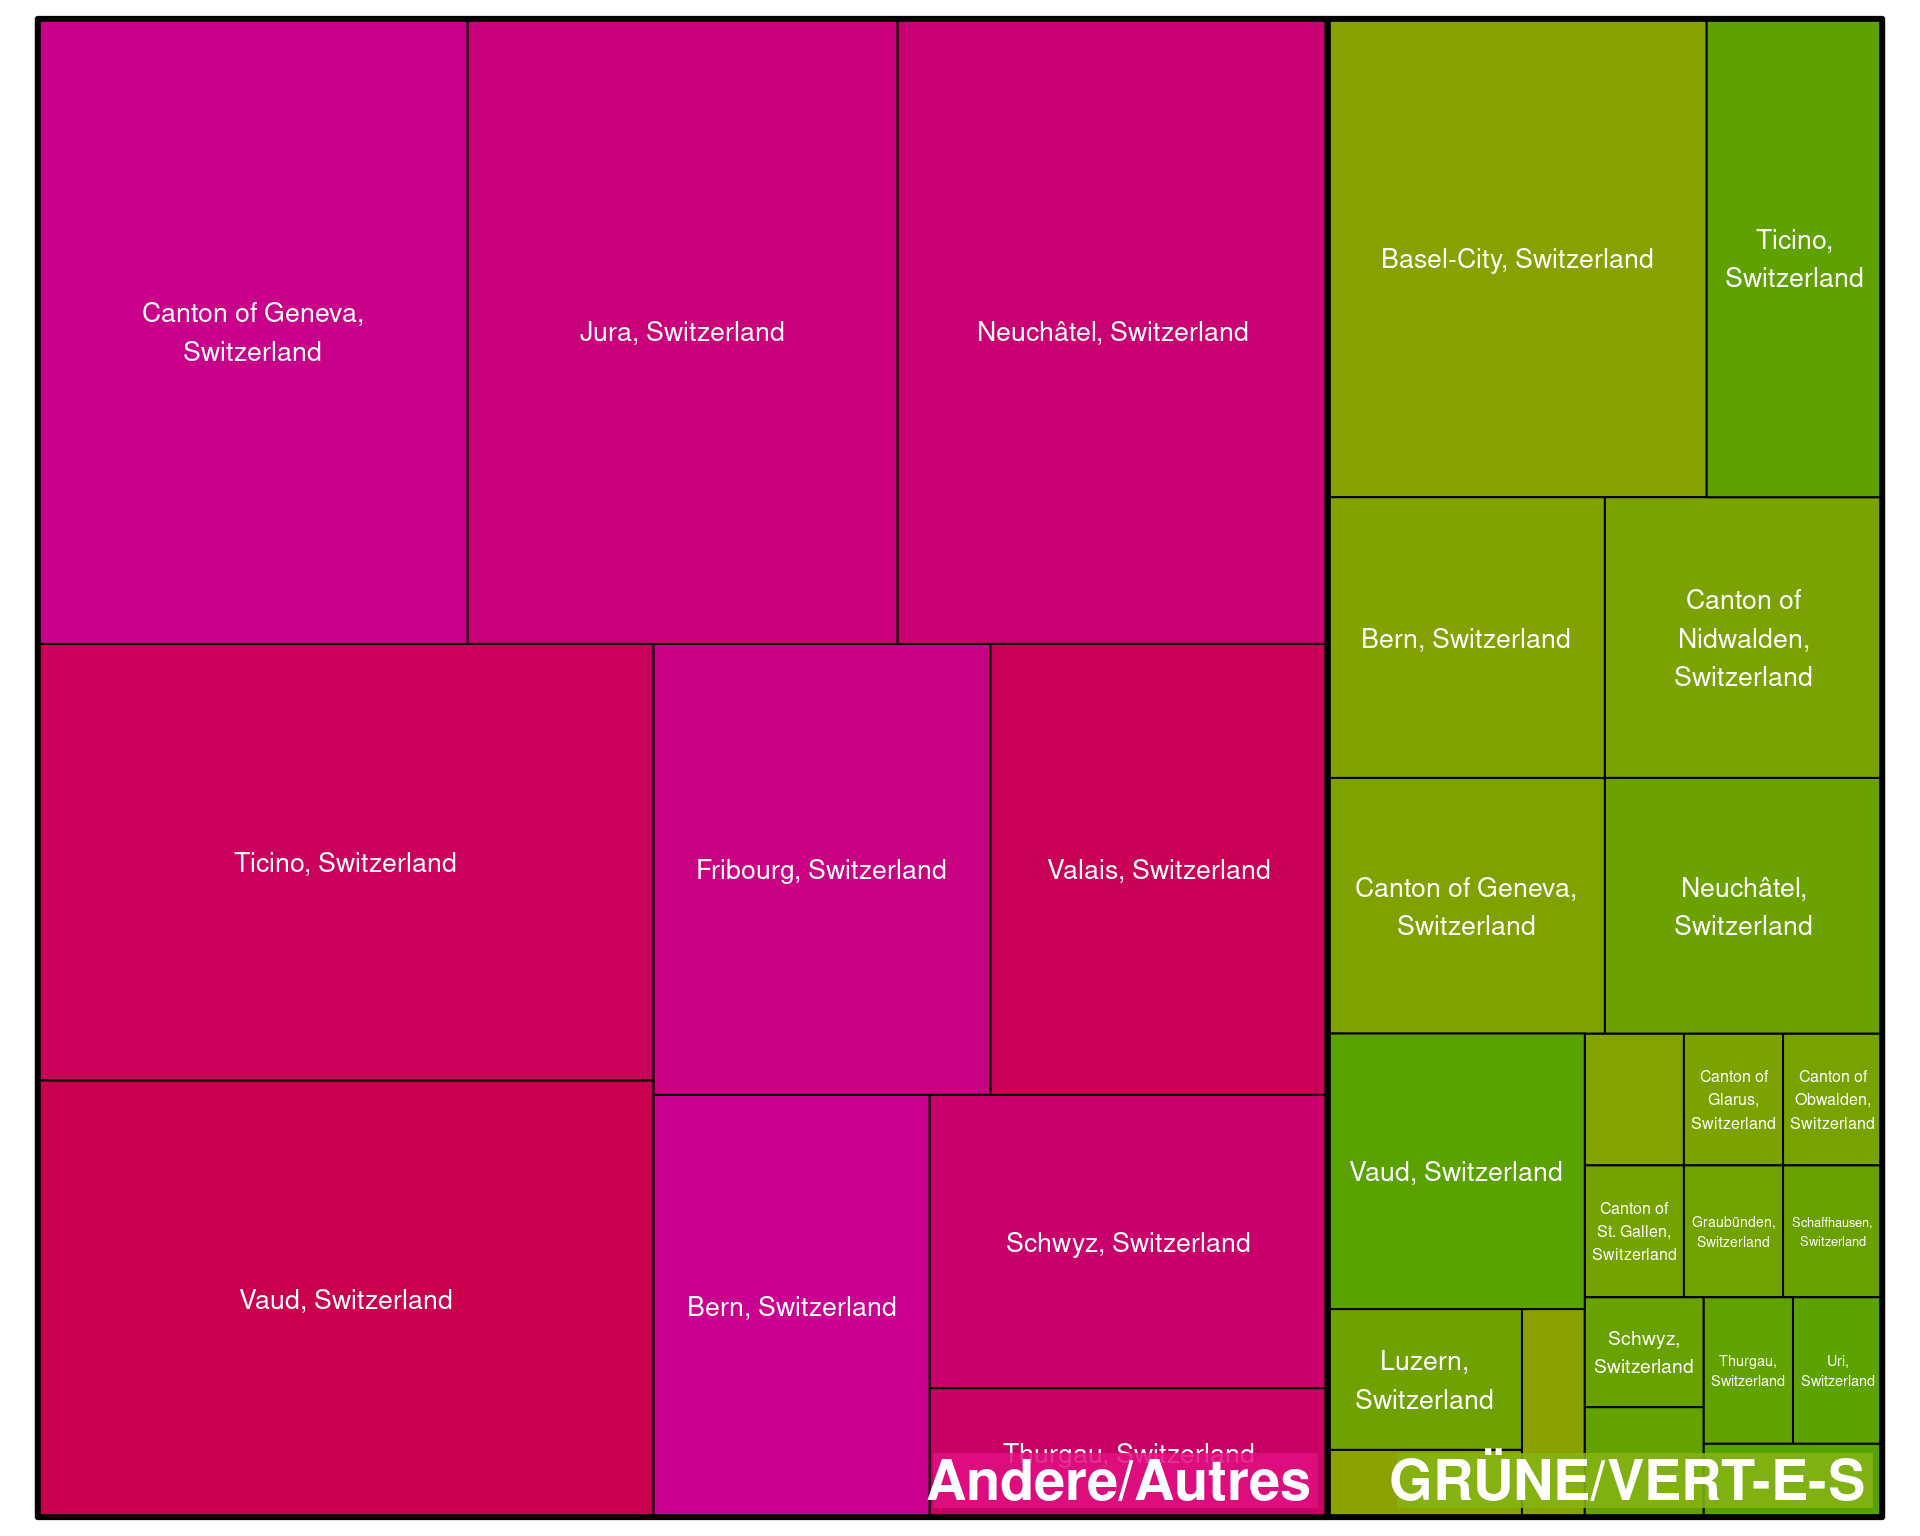 Canton of Geneva,
Switzerland
Jura, Switzerland
Neuchâtel, Switzerland
Ticino, Switzerland
Fribourg, Switzerland
Valais, Switzerland
Vaud, Switzerland
Bern, Switzerland
Schwyz, Switzerland
Thurgau, Switzerland
Andere/Autres
Basel-City, Switzerland
Ticino,
Switzerland
Bern, Switzerland
Canton of
Nidwalden,
Switzerland
Canton of Geneva,
Switzerland
Neuchâtel,
Switzerland
Vaud, Switzerland
Canton of
Glarus,
Switzerland
Canton of
Obwalden,
Switzerland
Canton of
St. Gallen,
Switzerland
Graubünden,
Switzerland
Schaffhausen,
Switzerland
Luzern,
Switzerland
Schwyz,
Switzerland
Thurgau,
Switzerland
Uri,
Switzerland
GRÜNE/VERT-E-S